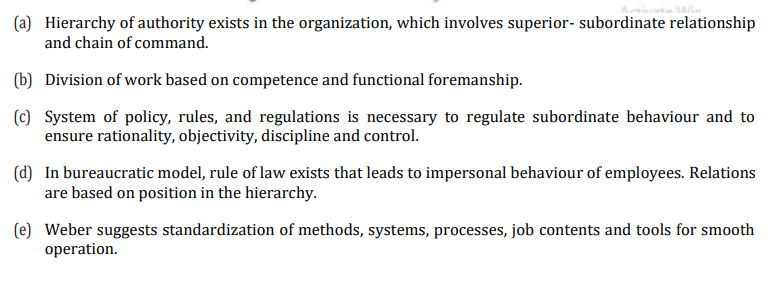 (a) Hierarchy of authority exists in the organization, which involves superior- subordinate relationship
and chain of command.
(b) Division of work based on competence and functional foremanship.
(c) System of policy, rules, and regulations is necessary to regulate subordinate behaviour and to
ensure rationality, objectivity, discipline and control.
(d) In bureaucratic model, rule of law exists that leads to impersonal behaviour of employees. Relations
are based on position in the hierarchy.
(e) Weber suggests standardization of methods, systems, processes, job contents and tools for smooth
operation.